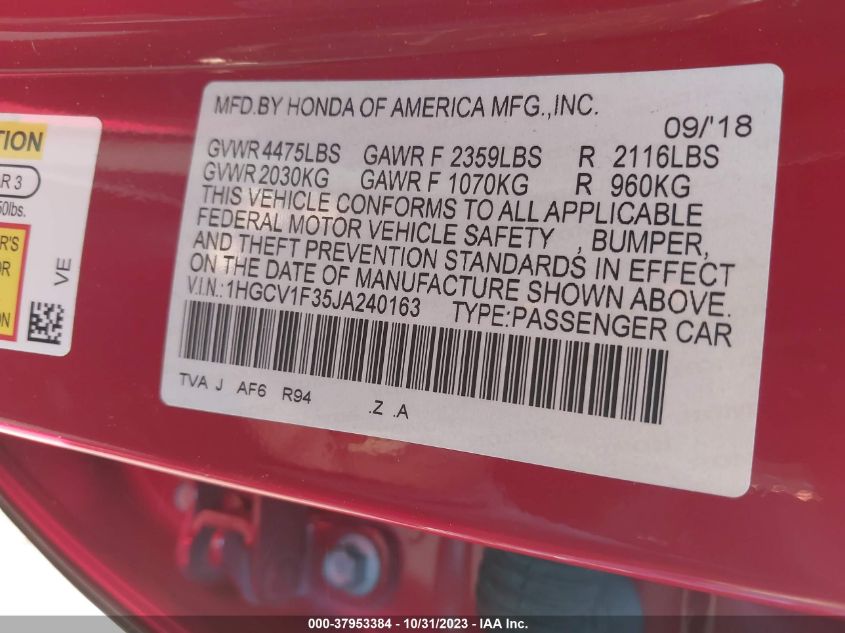 MFD.BY HONDA OF AMERICA MFG.,INC.
09/'18
GVWR 4475LBS GAWR F 2359LBS R 2116LBS
GVWR 2030KG GAWR F 1070KG R 960KG
THIS VEHICLE CONFORMS TO ALL APPLICABLE
FEDERAL MOTOR VEHICLE SAFETY , BUMPER,
AND THEFT PREVENTION STANDARDS IN EFFECT
ON THE DATE OF MANUFACTURE SHOWN ABOVE.
V.I.N.:1HGCV1F35JA240163 TYPE:PASSENGER CAR
TVA J AF6 R94 .Z .A
TION
R 3
50lbs.
R'S
OR
VE
000-37953384 - 10/31/2023 - IAA Inc.